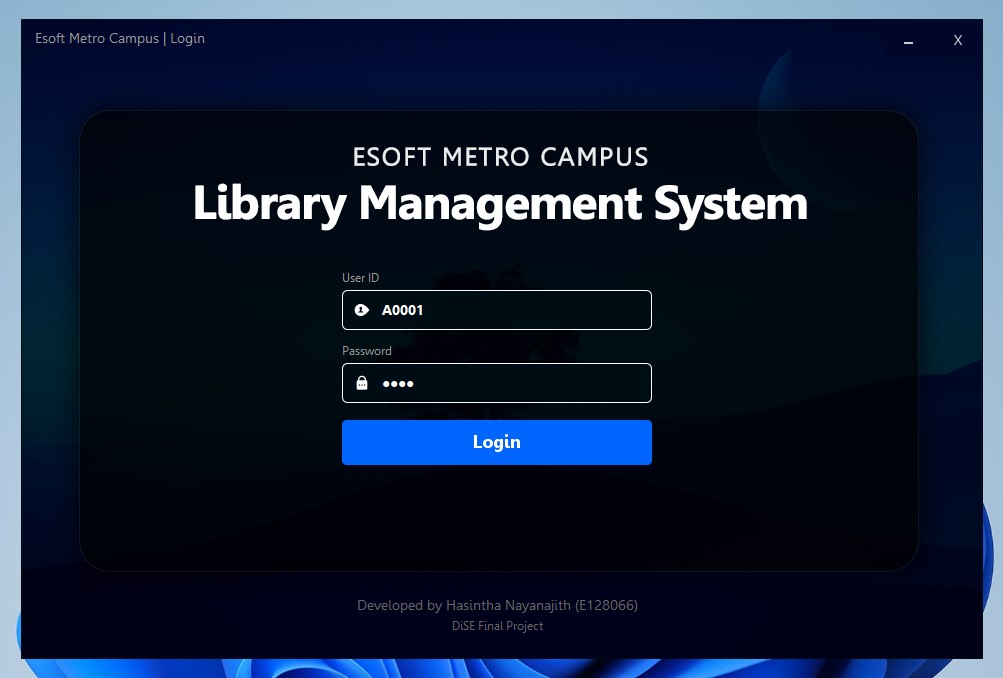 Esoft Metro Campus | Login
X
ESOFT METRO CAMPUS
Library Management System
User ID
A0001
Password
••••
Login
Developed by Hasintha Nayanajith (E128066)
DiSE Final Project